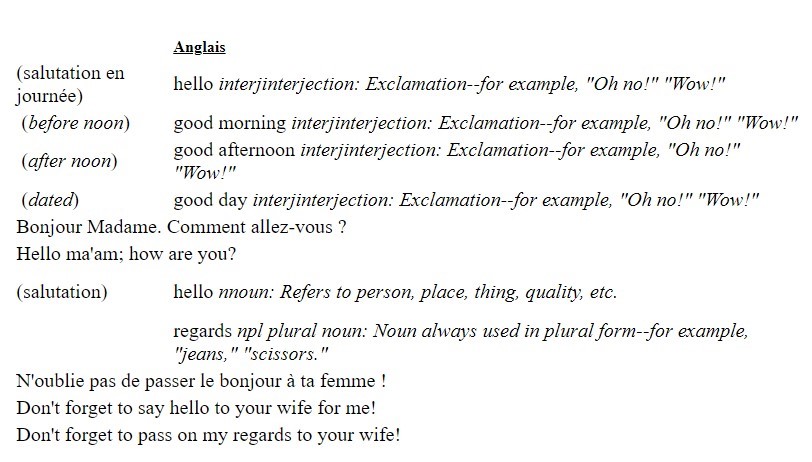 Anglais
(salutation en
journée)
hello interjinterjection: Exclamation--for example, "Oh no!" "Wow!"
(before noon)
good morning interjinterjection: Exclamation--for example, "Oh no!" "Wow!"
(after noon)
good afternoon interjinterjection: Exclamation--for example, "Oh no!"
"Wow!"
(dated)
good day interjinterjection: Exclamation--for example, "Oh no!" "Wow!"
Bonjour Madame. Comment allez-vous ?
Hello ma'am; how are you?
(salutation)
hello nnoun: Refers to person, place, thing, quality, etc.
regards npl plural noun: Noun always used in plural form--for example,
"jeans," "scissors."
N'oublie pas de passer le bonjour à ta femme !
Don't forget to say hello to your wife for me!
Don't forget to pass on my regards to your wife!